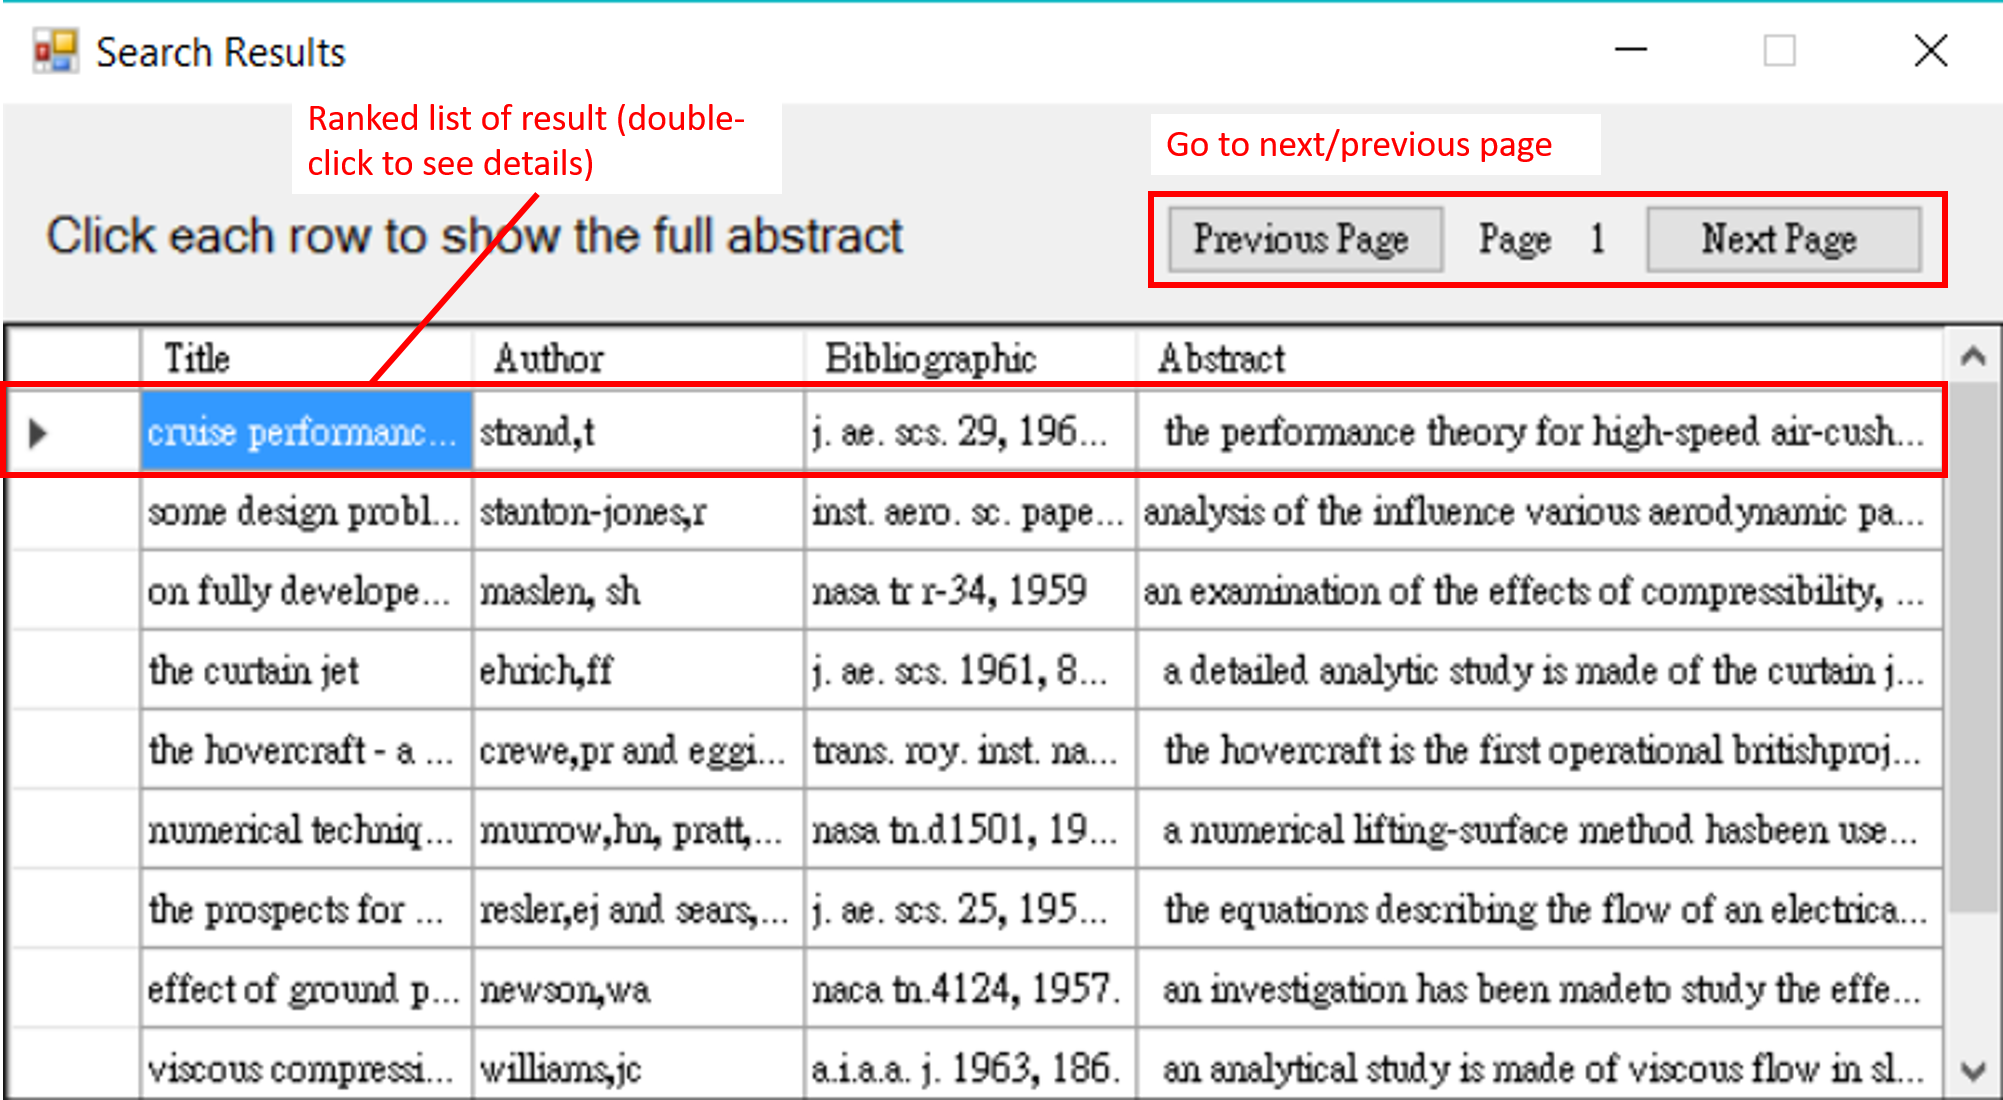 Search Results
Ranked list of result (double-
click to see details)
Go to next/previous page
Click each row to show the full abstract
Previous Page Page 1 Next Page
Title Author Bibliographic Abstract
cruise performanc... strand,t j. ae. scs. 29, 196... the performance theory for high-speed air-cush...
some design probl... stanton-jones,r inst. aero. sc. pape... analysis of the influence various aerodynamic pa...
on fully develope... maslen, sh nasa tr r-34, 1959 an examination of the effects of compressibility, ...
the curtain jet ehrich,ff j. ae. scs. 1961, 8... a detailed analytic study is made of the curtain j...
the hovercraft - a ... crewe,pr and eggi... trans. roy. inst. na... the hovercraft is the first operational britishproj...
numerical techniq... murrow,hn, pratt,... nasa tn.d1501, 19... a numerical lifting-surface method hasbeen use...
the prospects for ... resler,ej and sears,... j. ae. scs. 25, 195... the equations describing the flow of an electrica...
effect of ground p... newson,wa naca tn.4124, 1957. an investigation has been madeto study the effe...
viscous compressi... williams,jc a.i.a.a. j. 1963, 186. an analytical study is made of viscous flow in sl...